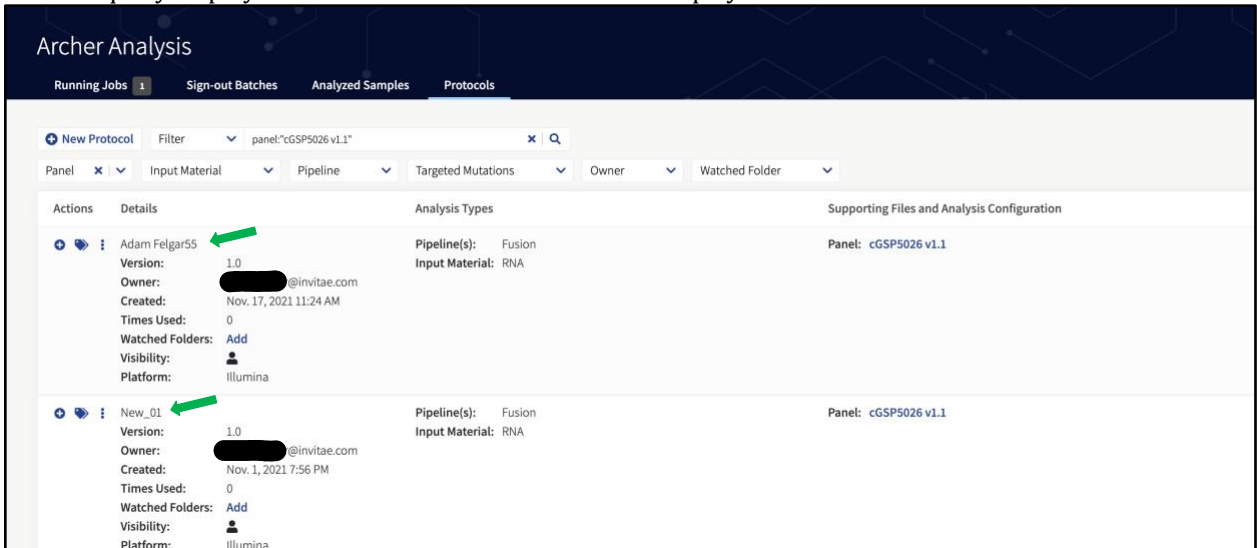 Archer Analysis
Running Jobs 1 Sign-out Batches Analyzed Samples Protocols
New Protocol Filter panel:"cGSP5026 v1.1"
Panel Input Material Pipeline Targeted Mutations Owner Watched Folder
Actions Details Analysis Types Supporting Files and Analysis Configuration
Adam Felgar55 Pipeline(s): Fusion Panel: cGSP5026 v1.1
Version: 1.0 Input Material: RNA
Owner: @invitae.com
Created: Nov. 17, 2021 11:24 AM
Times Used: 0
Watched Folders: Add
Visibility:
Platform: Illumina
New_01 Pipeline(s): Fusion Panel: cGSP5026 v1.1
Version: 1.0 Input Material: RNA
Owner: @invitae.com
Created: Nov. 1, 2021 7:56 PM
Times Used: 0
Watched Folders: Add
Visibility:
Platform: Illumina